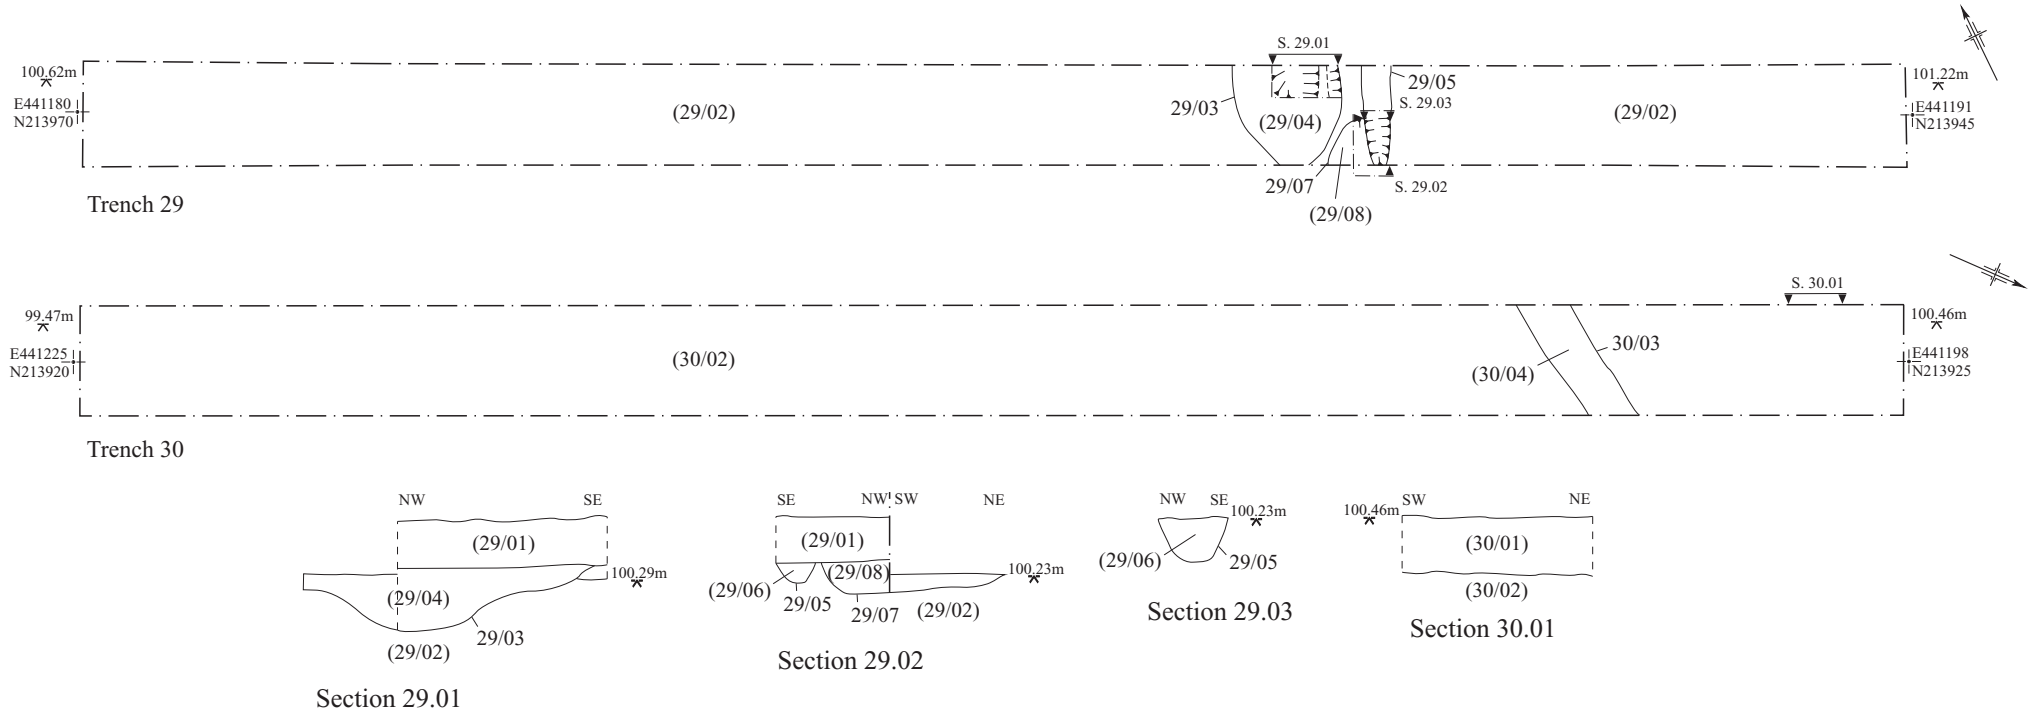 S. 29.01
100.62m
E441180
N213970
(29/02)
29/03
(29/04)
29/05
S. 29.03
(29/02)
101.22m
E441191
N213945
29/07
S. 29.02
(29/08)
Trench 29
S. 30.01
99.47m
E441225
N213920
(30/02)
(30/04)
30/03
100.46m
E441198
N213925
Trench 30
NW SE
(29/01)
100.29m
(29/04)
29/03
(29/02)
Section 29.01
SE NW SW NE
(29/01)
(29/08)
100.23m
(29/06)
29/05
29/07
(29/02)
Section 29.02
NW SE
100.23m
(29/06)
29/05
Section 29.03
SW NE
100.46m
(30/01)
(30/02)
Section 30.01